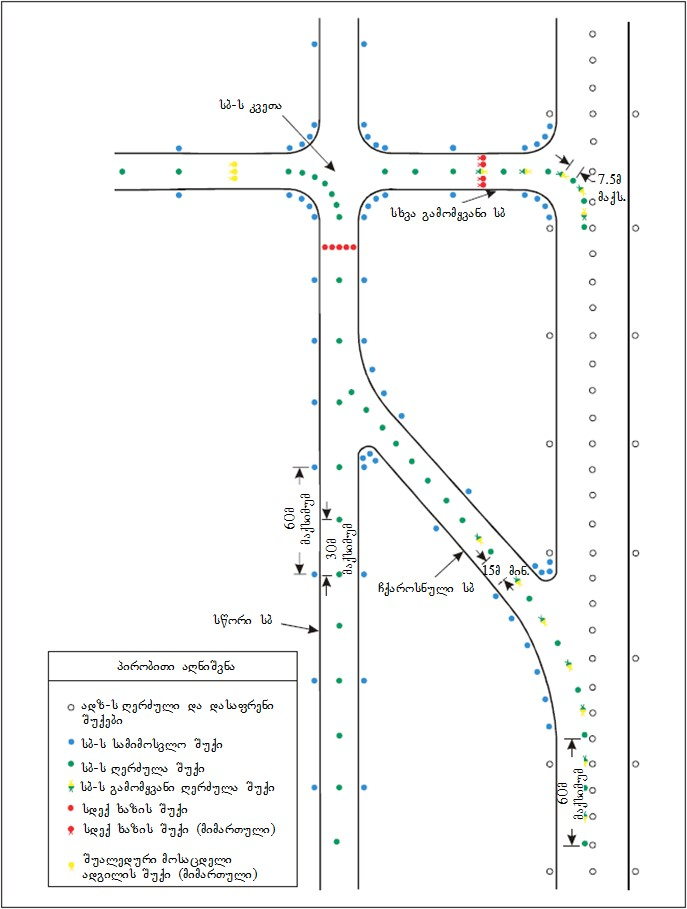 სბ-ს კვეთა
7.5მ
მაქს.
სხვა გამომყვანი სბ
60მ
მაქსიმუმ
30მ
მაქსიმუმ
15მ მინ.
ჩქაროსნული სბ
სწორი სბ
60მ
მაქსიმუმ
პირობითი აღნიშვნა
ადზ-ს ღერძული და დასაფრენი
შუქები
სბ-ს სამიმოსვლო შუქი
სბ-ს ღერძულა შუქი
სბ-ს გამომყვანი ღერძულა შუქი
სდექ ხაზის შუქი
სდექ ხაზის შუქი (მიმართული)
შუალედური მოსაცდელი
ადგილის შუქი (მიმართული)